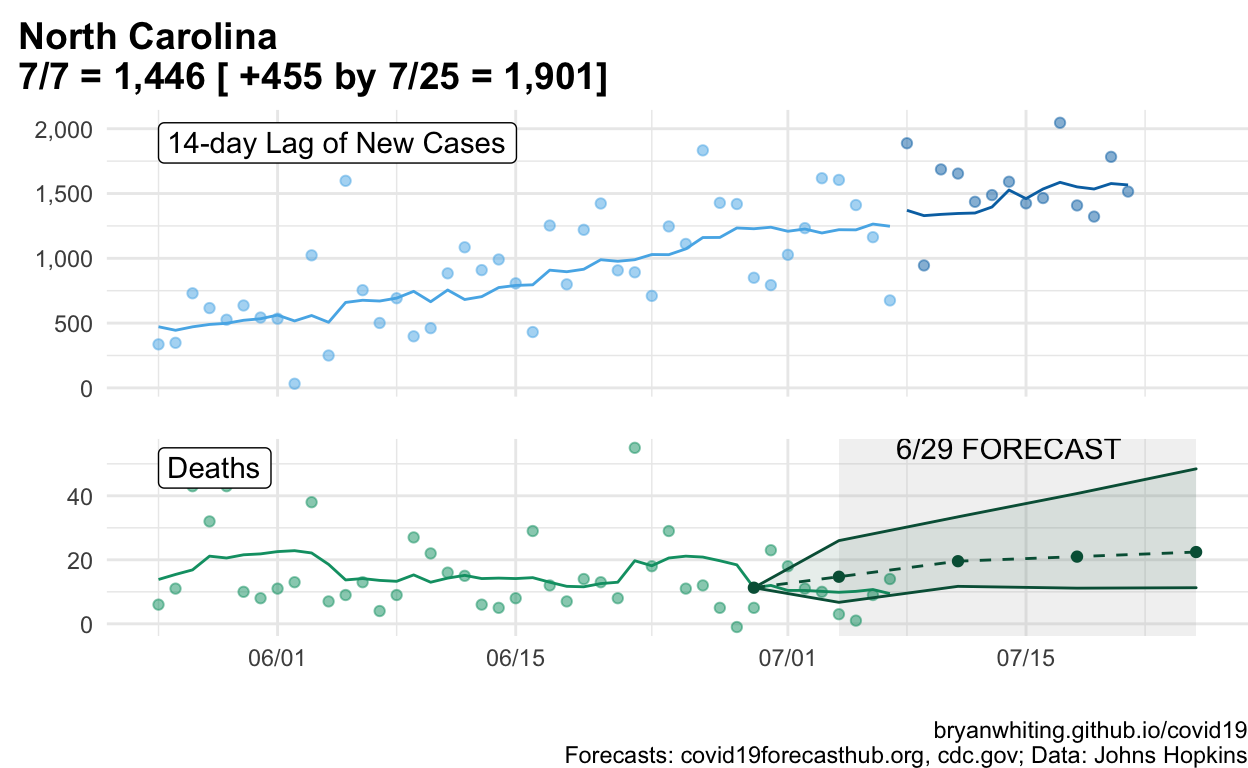 North Carolina
7/7 = 1,446 [ +455 by 7/25 = 1,901]
14-day Lag of New Cases
2,000
1,500
1,000
500
0
Deaths
6/29 FORECAST
40
20
0
06/01 06/15 07/01 07/15
bryanwhiting.github.io/covid19
Forecasts: covid19forecasthub.org, cdc.gov; Data: Johns Hopkins